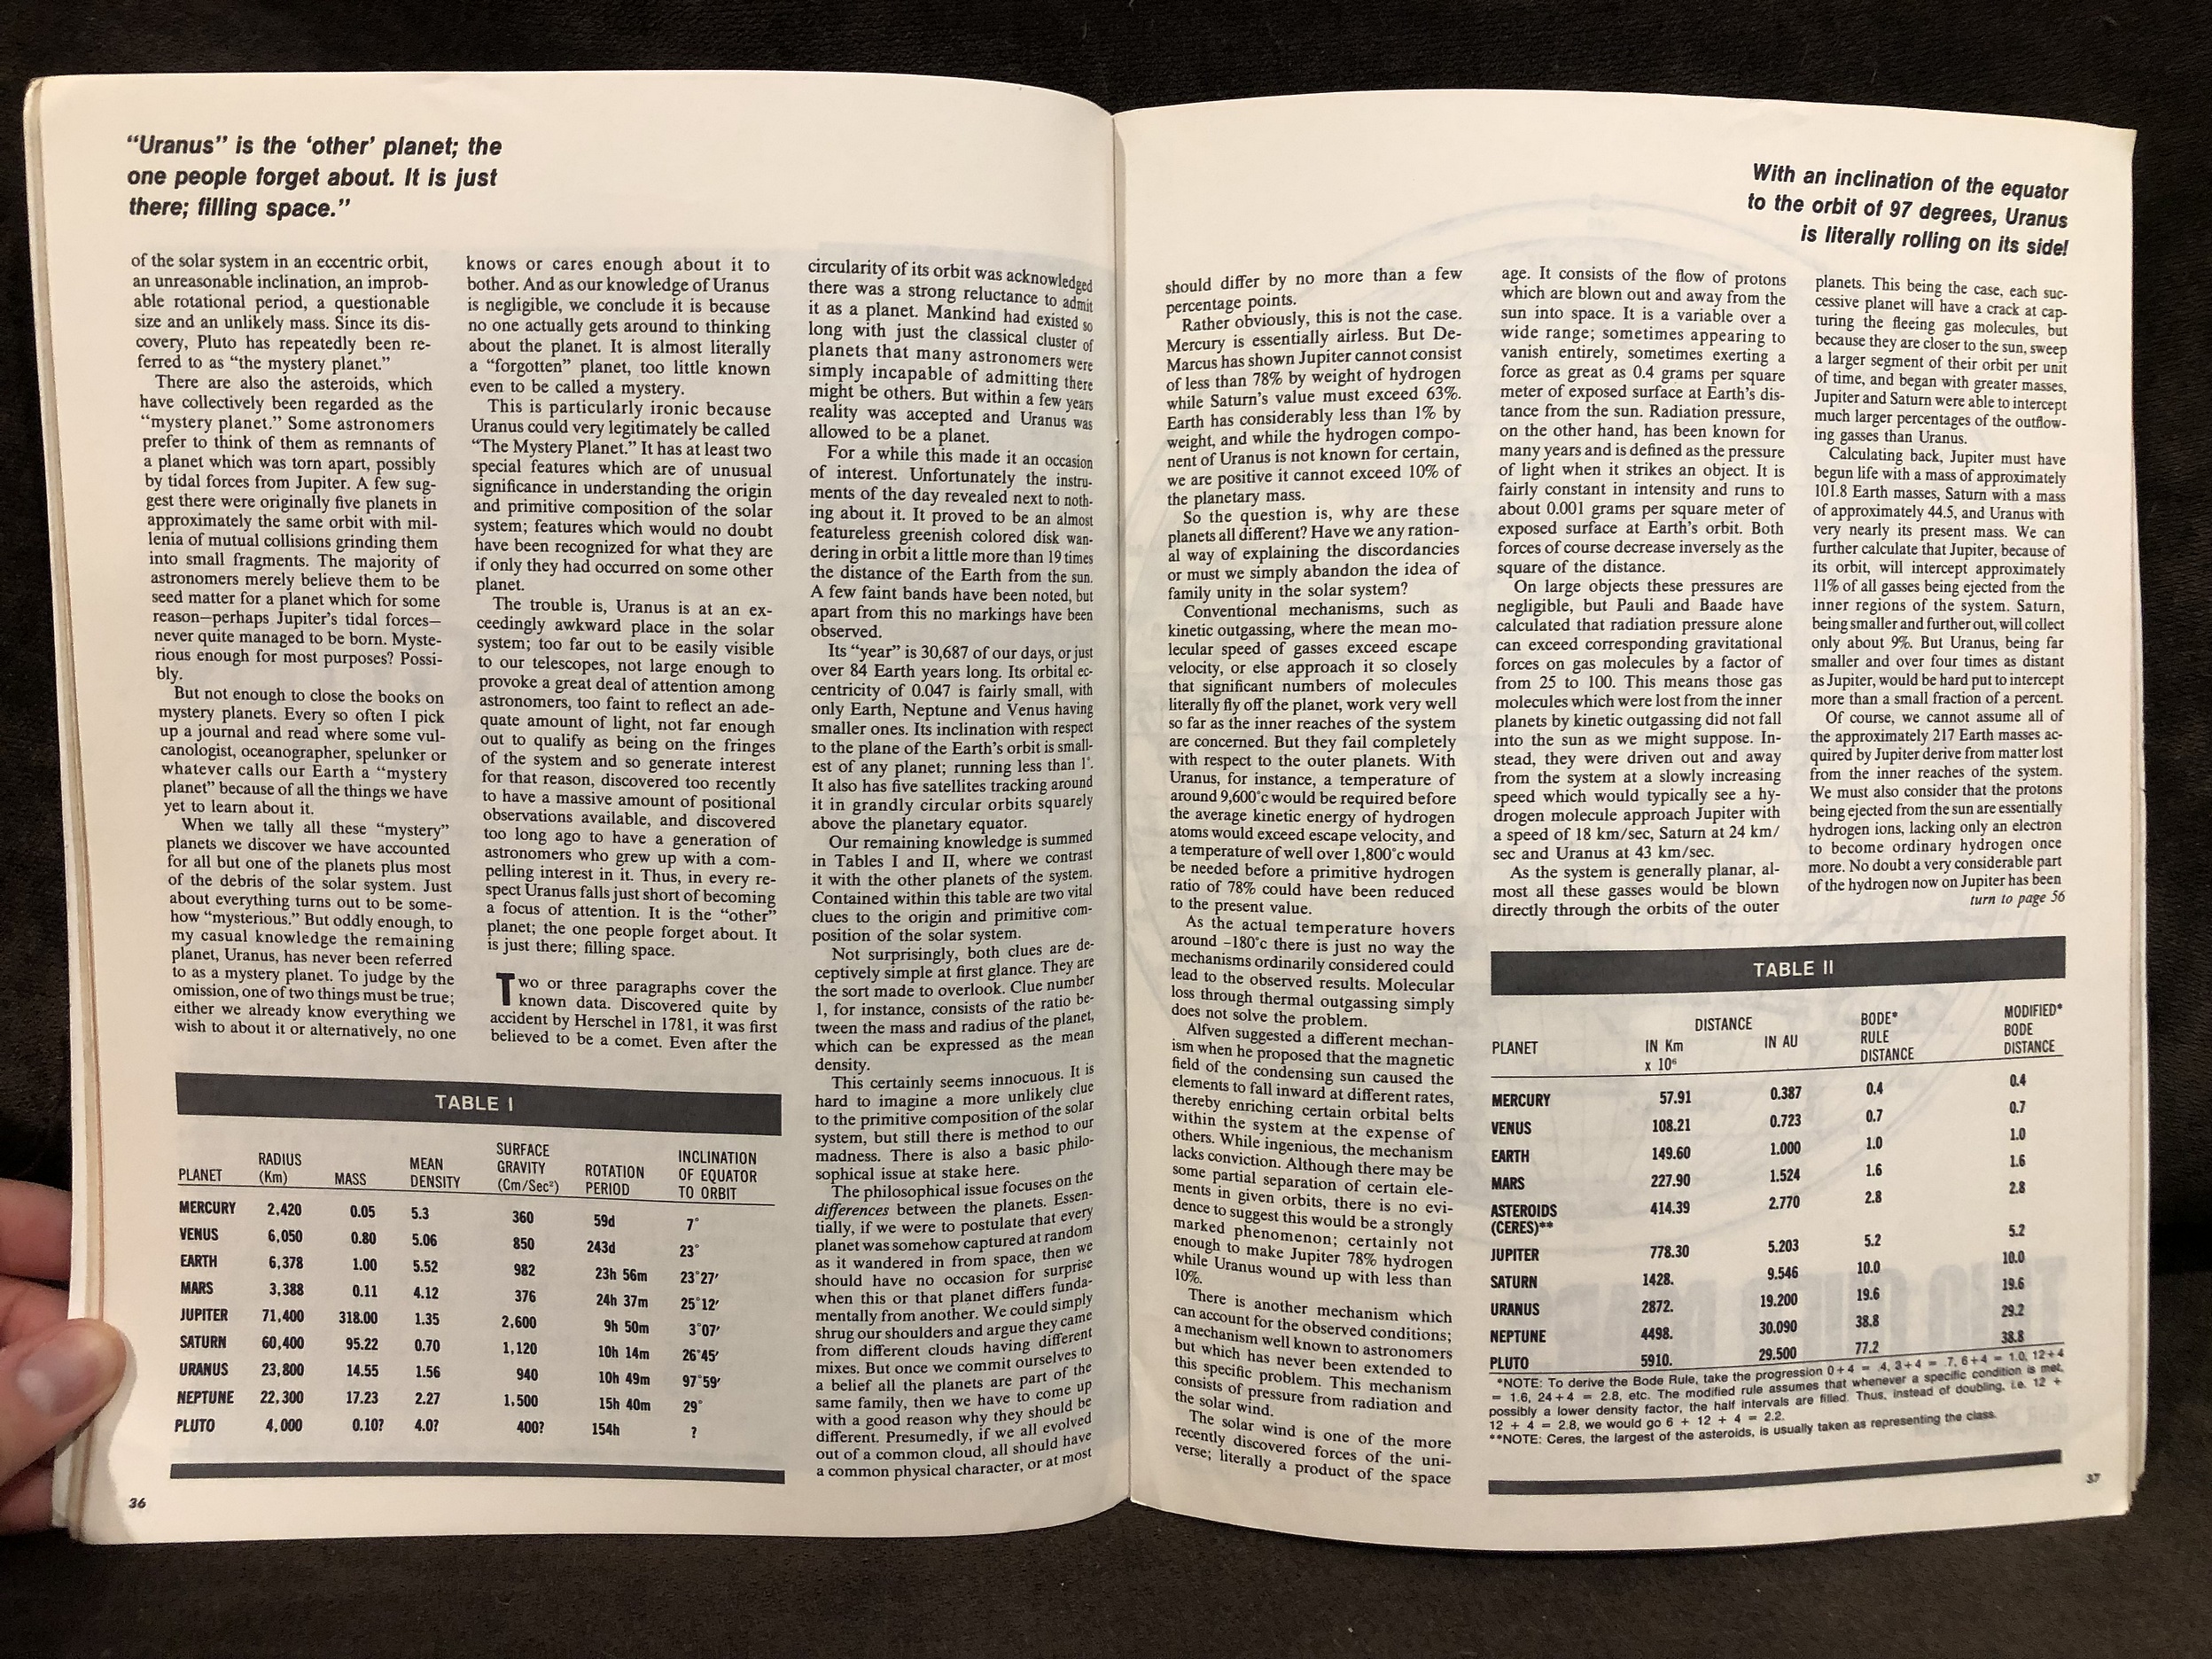 “Uranus” is the ‘other’ planet; the
one people forget about. It is just
there; filling space.”
of the solar system in an eccentric orbit,
an unreasonable inclination, an improb-
able rotational period, a questionable
size and an unlikely mass. Since its dis-
covery, Pluto has repeatedly been re-
ferred to as “the mystery planet.”
There are also the asteroids, which
have collectively been regarded as the
“mystery planet.” Some astronomers
prefer to think of them as remnants of
a planet which was torn apart, possibly
by tidal forces from Jupiter. A few sug-
gest there were originally five planets in
approximately the same orbit with mil-
lenia of mutual collisions grinding them
into small fragments. The majority of
astronomers merely believe them to be
seed matter for a planet which for some
reason—perhaps Jupiter’s tidal forces—
never quite managed to be born. Myste-
rious enough for most purposes? Possi-
bly.
But not enough to close the books on
mystery planets. Every so often I pick
up a journal and read where some vul-
canologist, oceanographer, spelunker or
whatever calls our Earth a “mystery
planet” because of all the things we have
yet to learn about it.
When we tally all these “mystery”
planets we discover we have accounted
for all but one of the planets plus most
of the debris of the solar system. Just
about everything turns out to be some-
how “mysterious.” But oddly enough, to
my casual knowledge the remaining
planet, Uranus, has never been referred
to as a mystery planet. To judge by the
omission, one of two things must be true;
either we already know everything we
wish to about it or alternatively, no one
knows or cares enough about it to
bother. And as our knowledge of Uranus
is negligible, we conclude it is because
no one actually gets around to thinking
about the planet. It is almost literally
a “forgotten” planet, too little known
even to be called a mystery.
This is particularly ironic because
Uranus could very legitimately be called
“The Mystery Planet.” It has at least two
special features which are of unusual
significance in understanding the origin
and primitive composition of the solar
system; features which would no doubt
have been recognized for what they are
if only they had occurred on some other
planet.
The trouble is, Uranus is at an ex-
ceedingly awkward place in the solar
system; too far out to be easily visible
to our telescopes, not large enough to
provoke a great deal of attention among
astronomers, too faint to reflect an ade-
quate amount of light, not far enough
out to qualify as being on the fringes
of the system and so generate interest
for that reason, discovered too recently
to have a massive amount of positional
observations available, and discovered
too long ago to have a generation of
astronomers who grew up with a com-
pelling interest in it. Thus, in every re-
spect Uranus falls just short of becoming
a focus of attention. It is the “other”
planet; the one people forget about. It
is just there; filling space.
Two or three paragraphs cover the
known data. Discovered quite by
accident by Herschel in 1781, it was first
believed to be a comet. Even after the
circularity of its orbit was acknowledged
there was a strong reluctance to admit
it as a planet. Mankind had existed so
long with just the classical cluster of
planets that many astronomers were
simply incapable of admitting there
might be others. But within a few years
reality was accepted and Uranus was
allowed to be a planet.
For a while this made it an occasion
of interest. Unfortunately the instru-
ments of the day revealed next to noth-
ing about it. It proved to be an almost
featureless greenish colored disk wan-
dering in orbit a little more than 19 times
the distance of the Earth from the sun.
A few faint bands have been noted, but
apart from this no markings have been
observed.
Its “year” is 30,687 of our days, or just
over 84 Earth years long. Its orbital ec-
centricity of 0.047 is fairly small, with
only Earth, Neptune and Venus having
smaller ones. Its inclination with respect
to the plane of the Earth’s orbit is small-
est of any planet; running less than 1°.
It also has five satellites tracking around
it in grandly circular orbits squarely
above the planetary equator.
Our remaining knowledge is summed
in Tables I and II, where we contrast
it with the other planets of the system.
Contained within this table are two vital
clues to the origin and primitive com-
position of the solar system.
Not surprisingly, both clues are de-
ceptively simple at first glance. They are
the sort made to overlook. Clue number
1, for instance, consists of the ratio be-
tween the mass and radius of the planet,
which can be expressed as the mean
density.
This certainly seems innocuous. It is
hard to imagine a more unlikely clue
to the primitive composition of the solar
system, but still there is method to our
madness. There is also a basic philo-
sophical issue at stake here.
The philosophical issue focuses on the
differences between the planets. Essen-
tially, if we were to postulate that every
planet was somehow captured at random
as it wandered in from space, then we
should have no occasion for surprise
when this or that planet differs funda-
mentally from another. We could simply
shrug our shoulders and argue they came
from different clouds having different
mixes. But once we commit ourselves to
a belief all the planets are part of the
same family, then we have to come up
with a good reason why they should be
different. Presumedly, if we all evolved
out of a common cloud, all should have
a common physical character, or at most
TABLE I
PLANET RADIUS (Km) MASS MEAN DENSITY SURFACE GRAVITY (Cm/Sec²) ROTATION PERIOD INCLINATION OF EQUATOR TO ORBIT
MERCURY 2,420 0.05 5.3 360 59d 7°
VENUS 6,050 0.80 5.06 850 243d 23°
EARTH 6,378 1.00 5.52 982 23h 56m 23°27′
MARS 3,388 0.11 4.12 376 24h 37m 25°12′
JUPITER 71,400 318.00 1.35 2,600 9h 50m 3°07′
SATURN 60,400 95.22 0.70 1,120 10h 14m 26°45′
URANUS 23,800 14.55 1.56 940 10h 49m 97°59′
NEPTUNE 22,300 17.23 2.27 1,500 15h 40m 29°
PLUTO 4,000 0.10? 4.0? 400? 154h ?
36
With an inclination of the equator
to the orbit of 97 degrees, Uranus
is literally rolling on its side!
should differ by no more than a few
percentage points.
Rather obviously, this is not the case.
Mercury is essentially airless. But De-
Marcus has shown Jupiter cannot consist
of less than 78% by weight of hydrogen
while Saturn’s value must exceed 63%.
Earth has considerably less than 1% by
weight, and while the hydrogen compo-
nent of Uranus is not known for certain,
we are positive it cannot exceed 10% of
the planetary mass.
So the question is, why are these
planets all different? Have we any ration-
al way of explaining the discordancies
or must we simply abandon the idea of
family unity in the solar system?
Conventional mechanisms, such as
kinetic outgassing, where the mean mo-
lecular speed of gasses exceed escape
velocity, or else approach it so closely
that significant numbers of molecules
literally fly off the planet, work very well
so far as the inner reaches of the system
are concerned. But they fail completely
with respect to the outer planets. With
Uranus, for instance, a temperature of
around 9,600°c would be required before
the average kinetic energy of hydrogen
atoms would exceed escape velocity, and
a temperature of well over 1,800°c would
be needed before a primitive hydrogen
ratio of 78% could have been reduced
to the present value.
As the actual temperature hovers
around −180°c there is just no way the
mechanisms ordinarily considered could
lead to the observed results. Molecular
loss through thermal outgassing simply
does not solve the problem.
Alfven suggested a different mechan-
ism when he proposed that the magnetic
field of the condensing sun caused the
elements to fall inward at different rates,
thereby enriching certain orbital belts
within the system at the expense of
others. While ingenious, the mechanism
lacks conviction. Although there may be
some partial separation of certain ele-
ments in given orbits, there is no evi-
dence to suggest this would be a strongly
marked phenomenon; certainly not
enough to make Jupiter 78% hydrogen
while Uranus wound up with less than
10%.
There is another mechanism which
can account for the observed conditions;
a mechanism well known to astronomers
but which has never been extended to
this specific problem. This mechanism
consists of pressure from radiation and
the solar wind.
The solar wind is one of the more
recently discovered forces of the uni-
verse; literally a product of the space
age. It consists of the flow of protons
which are blown out and away from the
sun into space. It is a variable over a
wide range; sometimes appearing to
vanish entirely, sometimes exerting a
force as great as 0.4 grams per square
meter of exposed surface at Earth’s dis-
tance from the sun. Radiation pressure,
on the other hand, has been known for
many years and is defined as the pressure
of light when it strikes an object. It is
fairly constant in intensity and runs to
about 0.001 grams per square meter of
exposed surface at Earth’s orbit. Both
forces of course decrease inversely as the
square of the distance.
On large objects these pressures are
negligible, but Pauli and Baade have
calculated that radiation pressure alone
can exceed corresponding gravitational
forces on gas molecules by a factor of
from 25 to 100. This means those gas
molecules which were lost from the inner
planets by kinetic outgassing did not fall
into the sun as we might suppose. In-
stead, they were driven out and away
from the system at a slowly increasing
speed which would typically see a hy-
drogen molecule approach Jupiter with
a speed of 18 km/sec, Saturn at 24 km/
sec and Uranus at 43 km/sec.
As the system is generally planar, al-
most all these gasses would be blown
directly through the orbits of the outer
planets. This being the case, each suc-
cessive planet will have a crack at cap-
turing the fleeing gas molecules, but
because they are closer to the sun, sweep
a larger segment of their orbit per unit
of time, and began with greater masses,
Jupiter and Saturn were able to intercept
much larger percentages of the outflow-
ing gasses than Uranus.
Calculating back, Jupiter must have
begun life with a mass of approximately
101.8 Earth masses, Saturn with a mass
of approximately 44.5, and Uranus with
very nearly its present mass. We can
further calculate that Jupiter, because of
its orbit, will intercept approximately
11% of all gasses being ejected from the
inner regions of the system. Saturn,
being smaller and further out, will collect
only about 9%. But Uranus, being far
smaller and over four times as distant
as Jupiter, would be hard put to intercept
more than a small fraction of a percent.
Of course, we cannot assume all of
the approximately 217 Earth masses ac-
quired by Jupiter derive from matter lost
from the inner reaches of the system.
We must also consider that the protons
being ejected from the sun are essentially
hydrogen ions, lacking only an electron
to become ordinary hydrogen once
more. No doubt a very considerable part
of the hydrogen now on Jupiter has been
turn to page 56
TABLE II
PLANET DISTANCE IN Km x 10⁶ IN AU BODE* RULE DISTANCE MODIFIED* BODE DISTANCE
MERCURY 57.91 0.387 0.4 0.4
VENUS 108.21 0.723 0.7 0.7
EARTH 149.60 1.000 1.0 1.0
MARS 227.90 1.524 1.6 1.6
ASTEROIDS 414.39 2.770 2.8 2.8
(CERES)**
JUPITER 778.30 5.203 5.2 5.2
SATURN 1428. 9.546 10.0 10.0
URANUS 2872. 19.200 19.6 19.6
NEPTUNE 4498. 30.090 38.8 29.2
PLUTO 5910. 29.500 77.2 38.8
*NOTE: To derive the Bode Rule, take the progression 0+4 = .4, 3+4 = .7, 6+4 = 1.0, 12+4
= 1.6, 24+4 = 2.8, etc. The modified rule assumes that whenever a specific condition is met,
possibly a lower density factor, the half intervals are filled. Thus, instead of doubling, i.e. 12 +
12 + 4 = 2.8, we would go 6 + 12 + 4 = 2.2.
**NOTE: Ceres, the largest of the asteroids, is usually taken as representing the class.
37